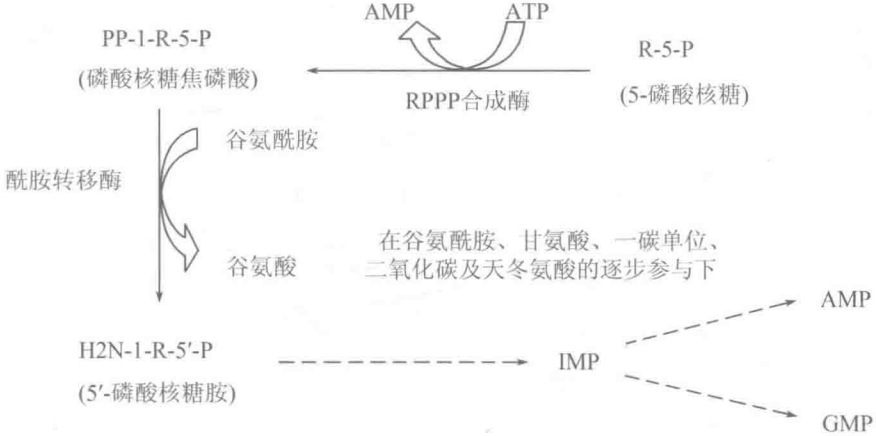 AMP
ATP
PP-1-R-5-P
R-5-P
(磷酸核糖焦磷酸)
RPPP合成酶
(5-磷酸核糖)
谷氨酰胺
酰胺转移酶
谷氨酸
在谷氨酰胺、甘氨酸、一碳单位、
二氧化碳及天冬氨酸的逐步参与下
AMP
H2N-1-R-5′-P
IMP
(5′-磷酸核糖胺)
GMP